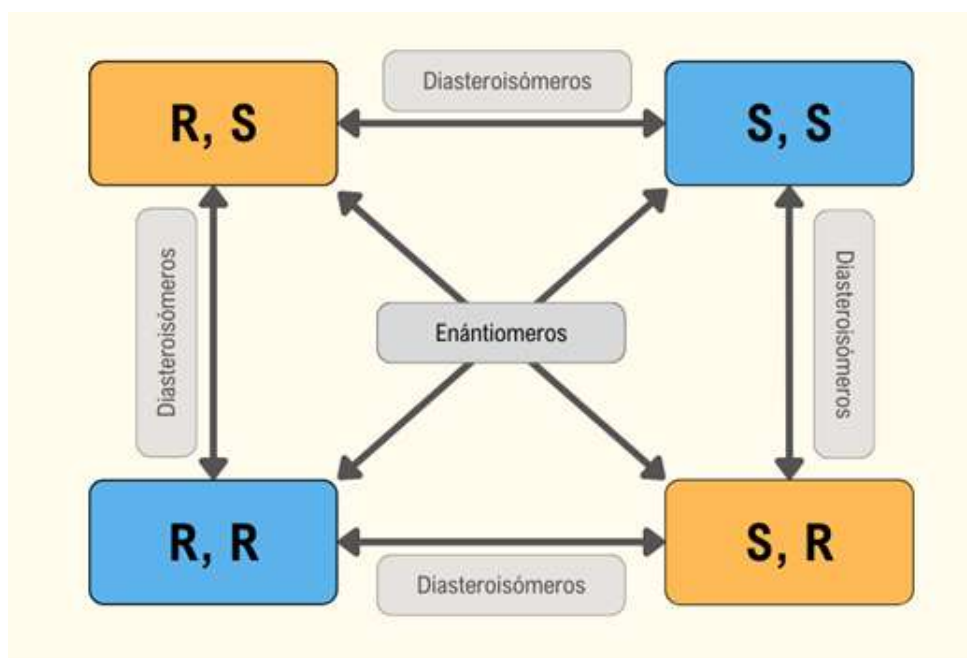 Diasteroisómeros
R, S
S, S
Diasteroisómeros
Enántiomeros
Diasteroisómeros
R, R
S, R
Diasteroisómeros